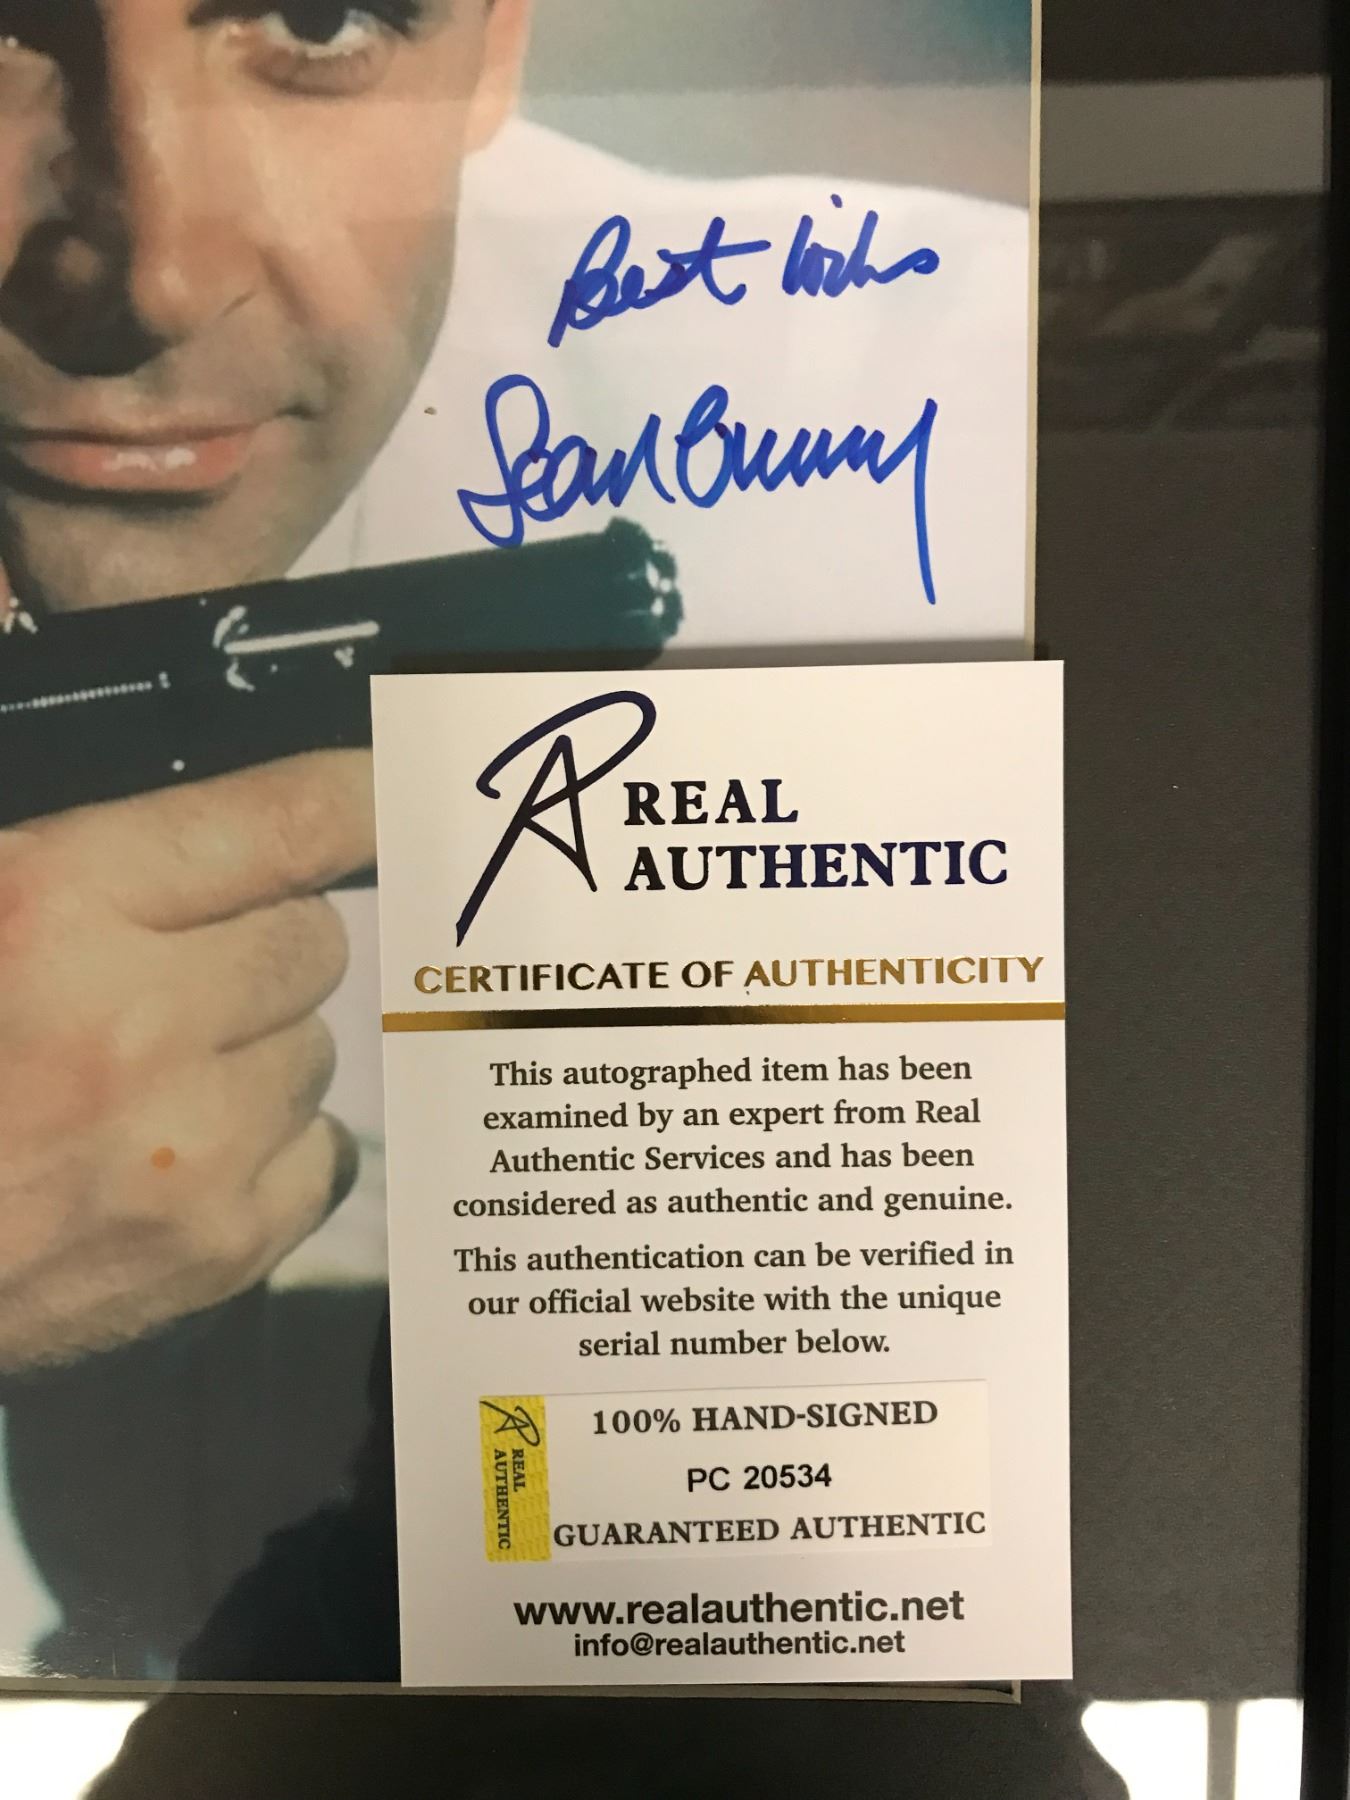 Best Wishes
Sean Connery
REAL
AUTHENTIC
CERTIFICATE OF AUTHENTICITY
This autographed item has been
examined by an expert from Real
Authentic Services and has been
considered as authentic and genuine.
This authentication can be verified in
our official website with the unique
serial number below.
REAL
AUTHENTIC
100% HAND-SIGNED
PC 20534
GUARANTEED AUTHENTIC
www.realauthentic.net
info@realauthentic.net